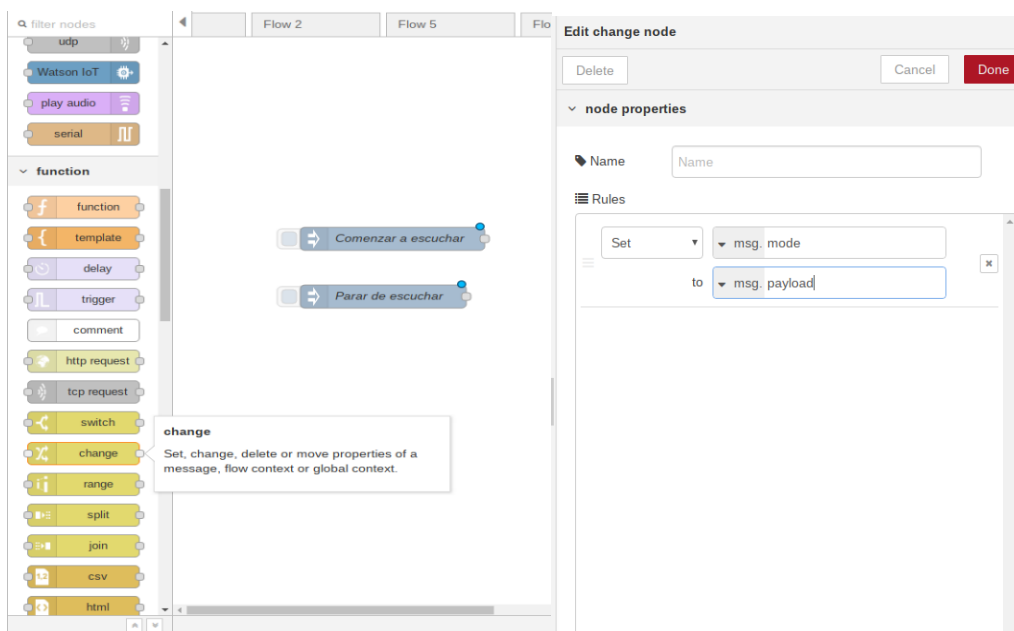 filter nodes
udp
Watson IoT
play audio
serial
function
function
template
delay
trigger
comment
http request
tcp request
switch
change
range
split
join
1.2
csv
html
Flow 2
Flow 5
Flo
Comenzar a escuchar
Parar de escuchar
change
Set, change, delete or move properties of a
message, flow context or global context.
Edit change node
Delete
Cancel
Done
node properties
Name
Name
Rules
Set
msg. mode
to
msg. payload